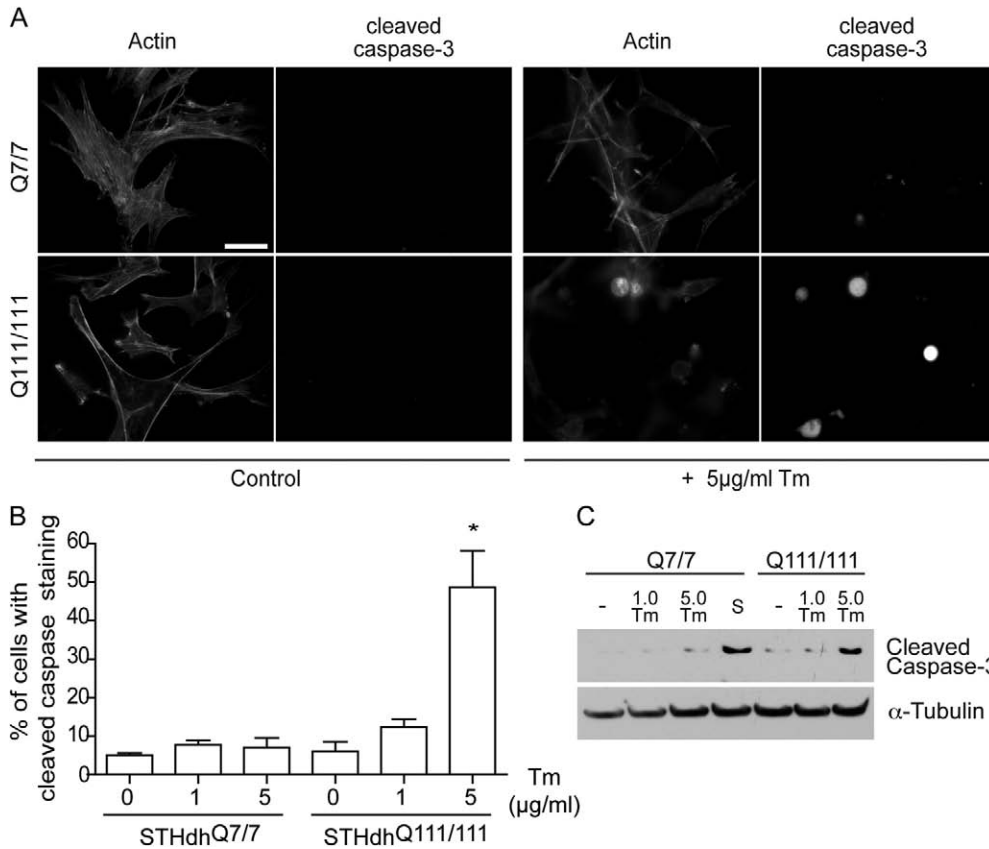 A
Actin
cleaved
caspase-3
Actin
cleaved
caspase-3
Q7/7
Q111/111
Control
+ 5µg/ml Tm
B
% of cells with
cleaved caspase staining
60
50
40
30
20
10
0
*
0 1 5 0 1 5
Tm
(µg/ml)
STHdhQ7/7
STHdhQ111/111
C
Q7/7 Q111/111
- 1.0 Tm 5.0 Tm S - 1.0 Tm 5.0 Tm
Cleaved
Caspase-3
α-Tubulin